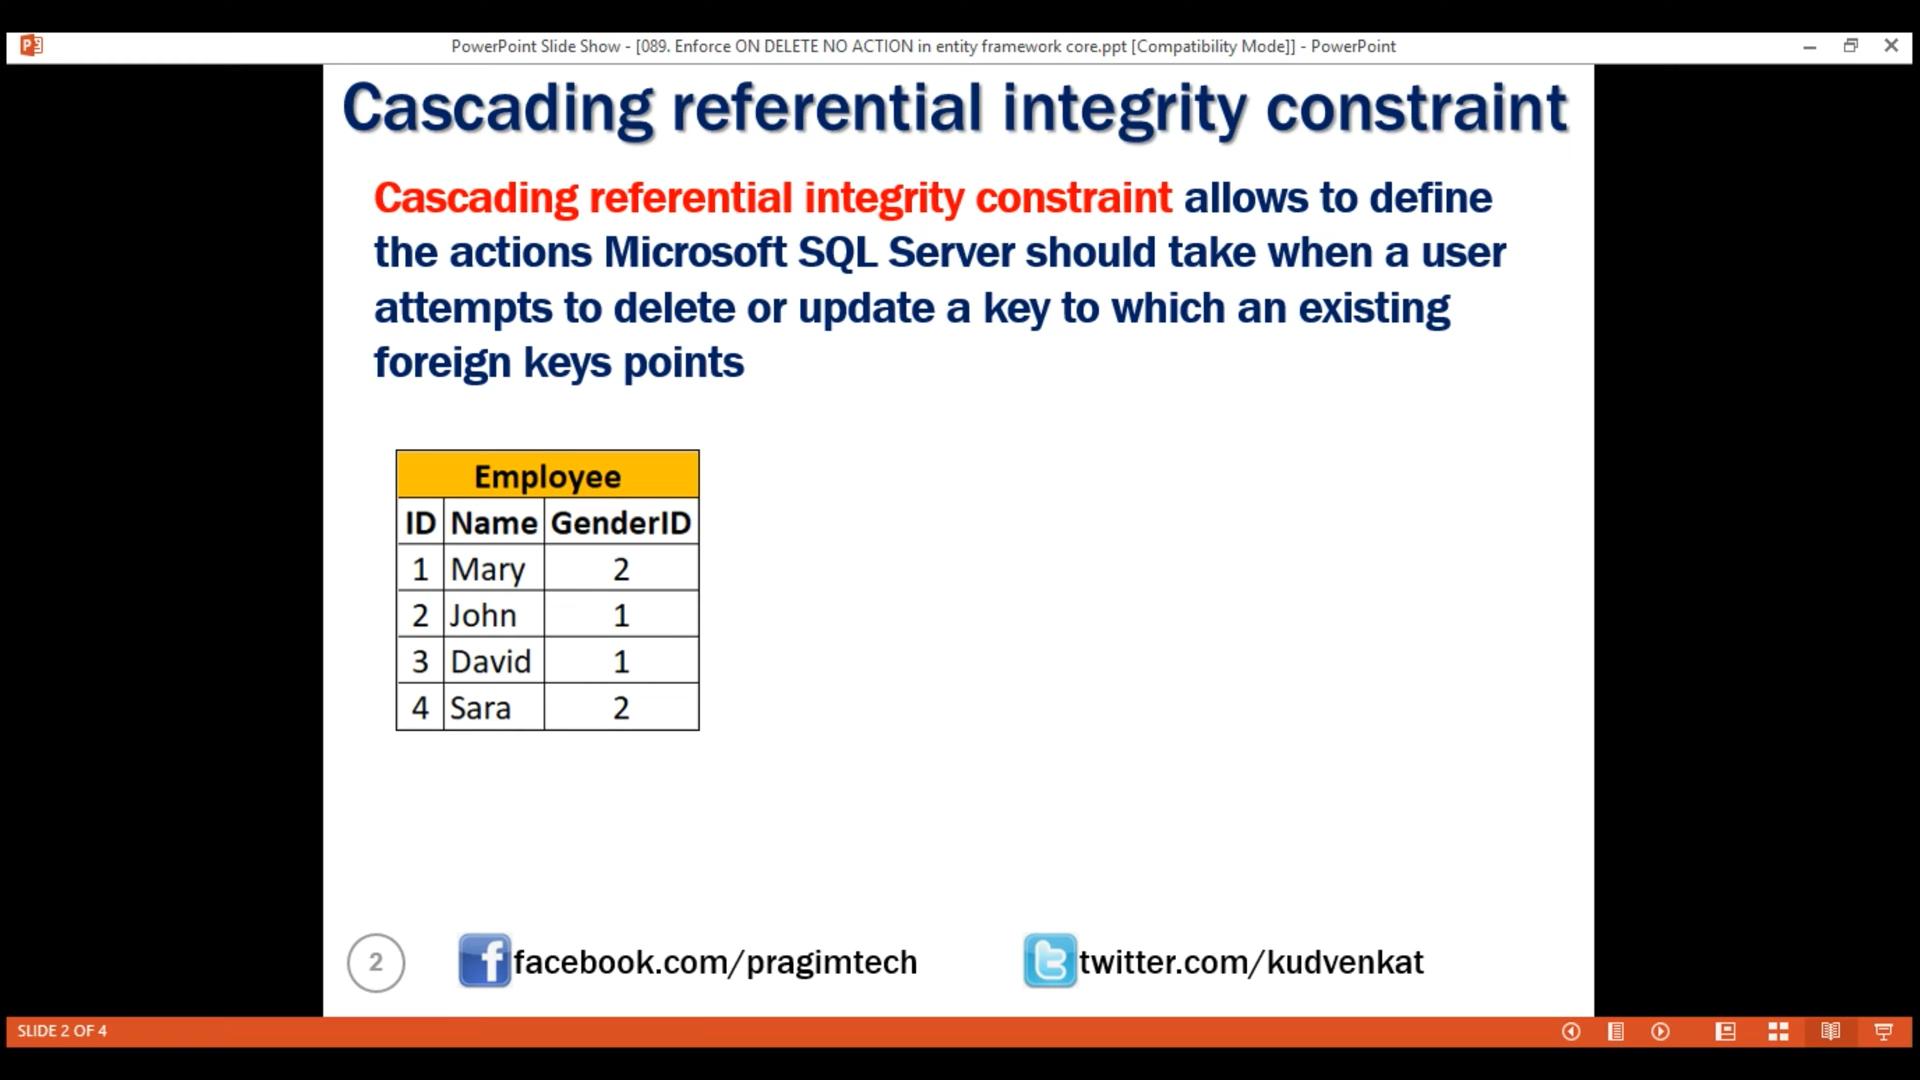 PowerPoint Slide Show - [089. Enforce ON DELETE NO ACTION in entity framework core.ppt [Compatibility Mode]] - PowerPoint
Cascading referential integrity constraint
Cascading referential integrity constraint allows to define
the actions Microsoft SQL Server should take when a user
attempts to delete or update a key to which an existing
foreign keys points
Employee
ID Name GenderID
1 Mary 2
2 John 1
3 David 1
4 Sara 2
2 facebook.com/pragimtech twitter.com/kudvenkat
SLIDE 2 OF 4